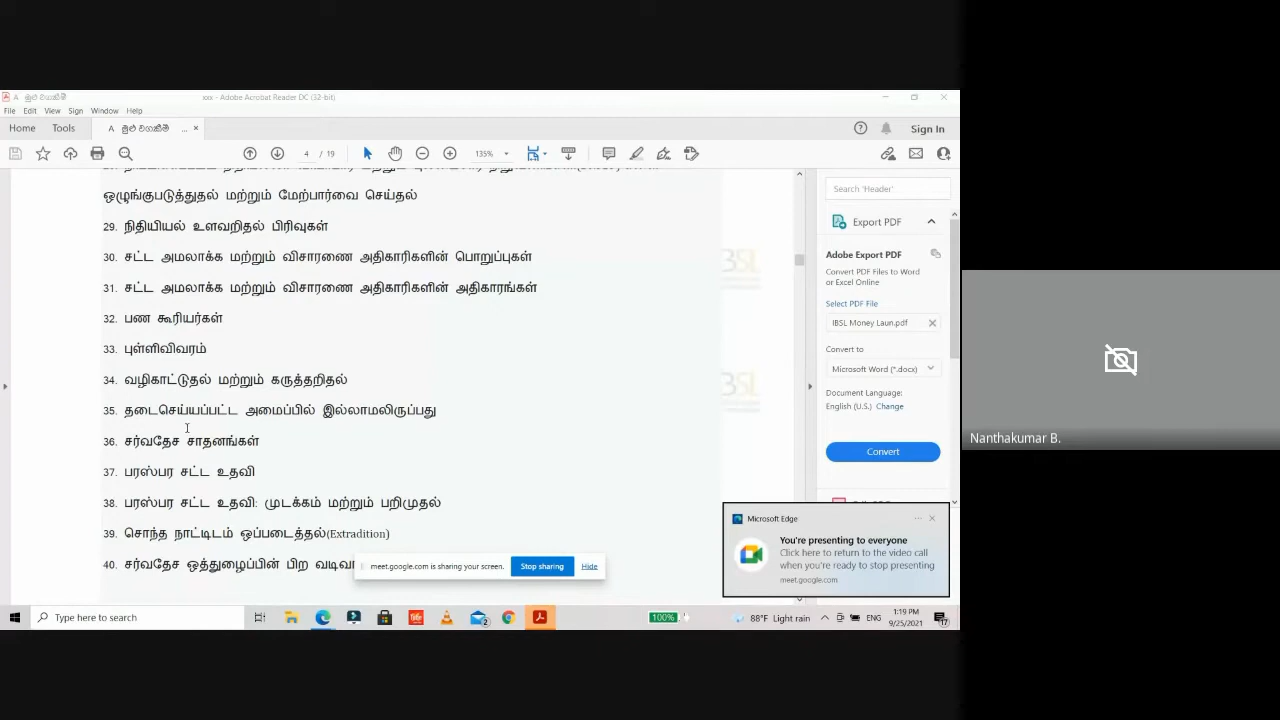 xxx - Adobe Acrobat Reader DC (32-bit)
File Edit View Sign Window Help
Home Tools ... × Sign In
4 / 19 135%
ஒழுங்குபடுத்துதல் மற்றும் மேற்பார்வை செய்தல்
29. நிதியியல் உளவறிதல் பிரிவுகள்
30. சட்ட அமலாக்க மற்றும் விசாரணை அதிகாரிகளின் பொறுப்புகள்
31. சட்ட அமலாக்க மற்றும் விசாரணை அதிகாரிகளின் அதிகாரங்கள்
32. பண கூரியர்கள்
33. புள்ளிவிவரம்
34. வழிகாட்டுதல் மற்றும் கருத்தறிதல்
35. தடைசெய்யப்பட்ட அமைப்பில் இல்லாமலிருப்பது
36. சர்வதேச சாதனங்கள்
37. பரஸ்பர சட்ட உதவி
38. பரஸ்பர சட்ட உதவி: முடக்கம் மற்றும் பறிமுதல்
39. சொந்த நாட்டிடம் ஒப்படைத்தல்(Extradition)
40. சர்வதேச ஒத்துழைப்பின் பிற
Search 'Header'
Export PDF
Adobe Export PDF
Convert PDF Files to Word
or Excel Online
Select PDF File
IBSL Money Laun.pdf
Convert to
Microsoft Word (*.docx)
Document Language:
English (U.S.) Change
Convert
Microsoft Edge
You're presenting to everyone
Click here to return to the video call
when you're ready to stop presenting
meet.google.com
meet.google.com is sharing your screen. Stop sharing Hide
Type here to search
100% 88°F Light rain ENG 1:19 PM
9/25/2021
Nanthakumar B.